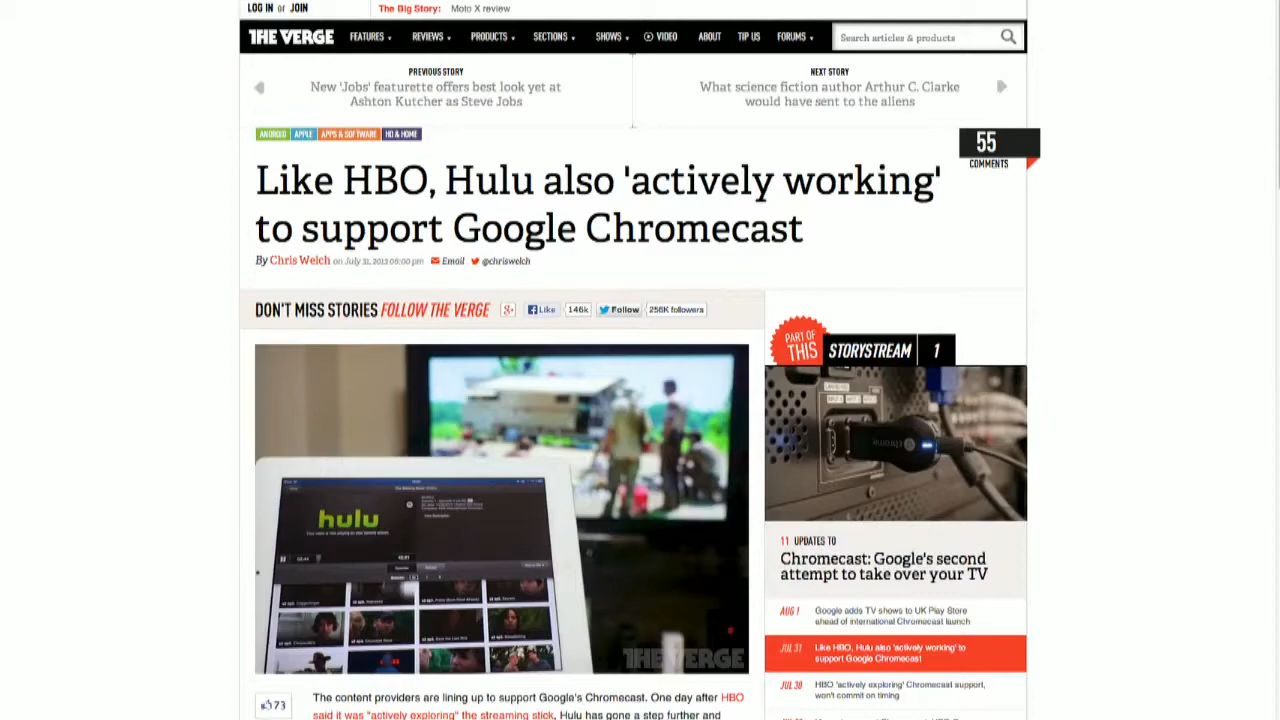 LOG IN or JOIN
The Big Story: Moto X review
THE VERGE FEATURES REVIEWS PRODUCTS SECTIONS SHOWS VIDEO ABOUT TIP US FORUMS Search articles & products
PREVIOUS STORY
New 'Jobs' featurette offers best look yet at
Ashton Kutcher as Steve Jobs
NEXT STORY
What science fiction author Arthur C. Clarke
would have sent to the aliens
ANDROID APPLE APPS & SOFTWARE HD & HOME
55
COMMENTS
Like HBO, Hulu also 'actively working'
to support Google Chromecast
By Chris Welch on July 31, 2013 06:00 pm Email @chriswelch
DON'T MISS STORIES FOLLOW THE VERGE Like 146k Follow 256K followers
hulu
THE VERGE
PART OF
THIS STORYSTREAM 1
chrome
11 UPDATES TO
Chromecast: Google's second
attempt to take over your TV
AUG 1 Google adds TV shows to UK Play Store
ahead of international Chromecast launch
JUL 31 Like HBO, Hulu also 'actively working' to
support Google Chromecast
JUL 30 HBO 'actively exploring' Chromecast support,
won't commit on timing
73
The content providers are lining up to support Google's Chromecast. One day after HBO
said it was "actively exploring" the streaming stick, Hulu has gone a step further and